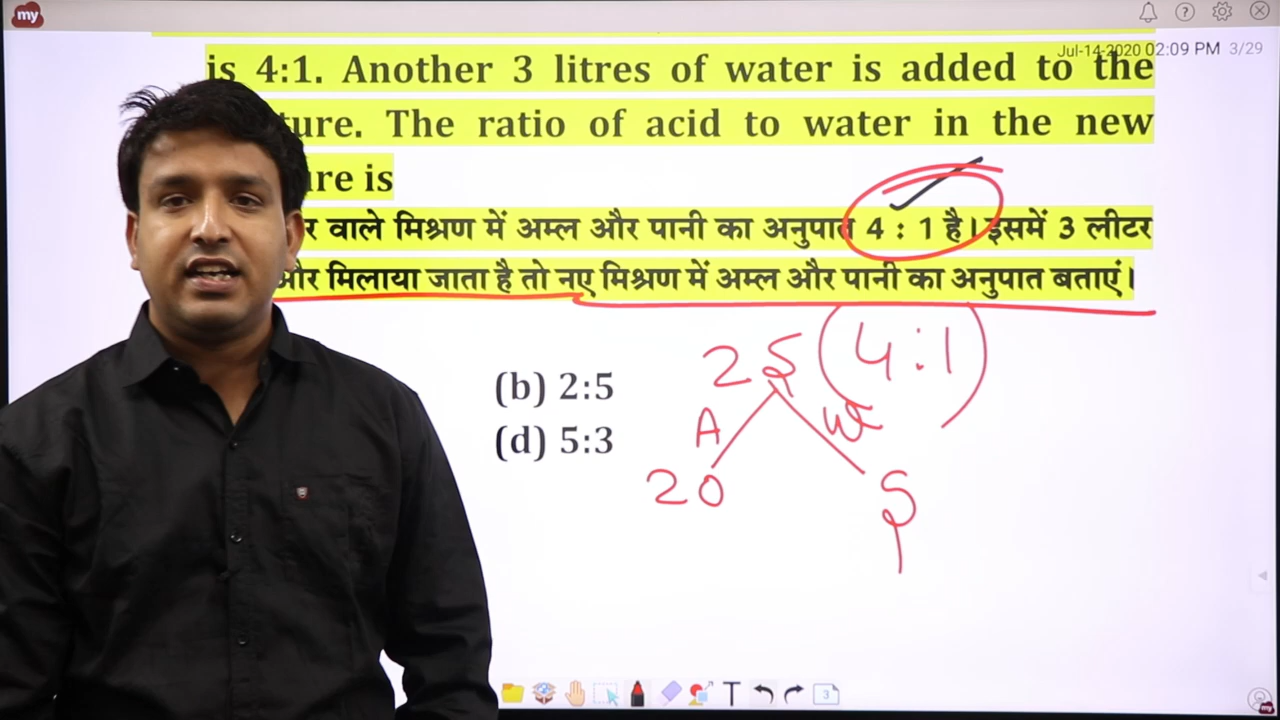 my
Jul-14-2020 02:09 PM 3/29
is 4:1. Another 3 litres of water is added to the
ture. The ratio of acid to water in the new
ure is
र वाले मिश्रण में अम्ल और पानी का अनुपात 4 : 1 है। इसमें 3 लीटर
और मिलाया जाता है तो नए मिश्रण में अम्ल और पानी का अनुपात बताएं।
25 (4:1)
(b) 2:5
A W
(d) 5:3
20 5
T 3
my